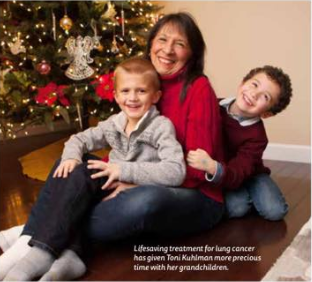 Lifesaving treatment for lung cancer
has given Toni Kuhlman more precious
time with her grandchildren.